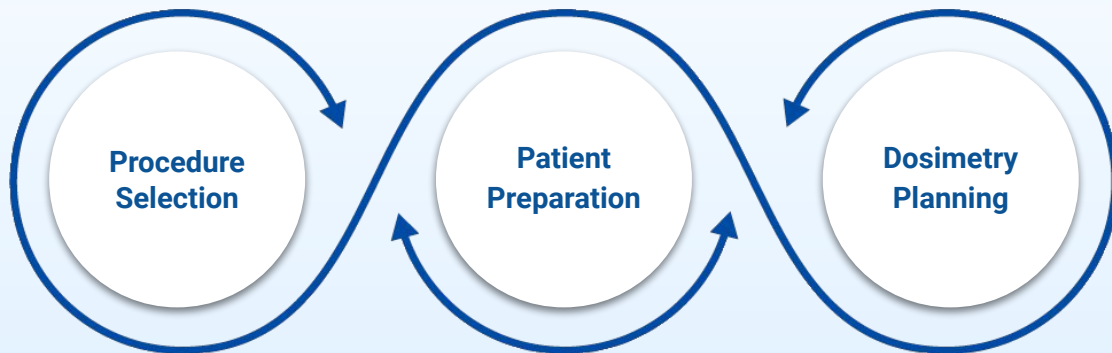 Procedure
Selection
Patient
Preparation
Dosimetry
Planning